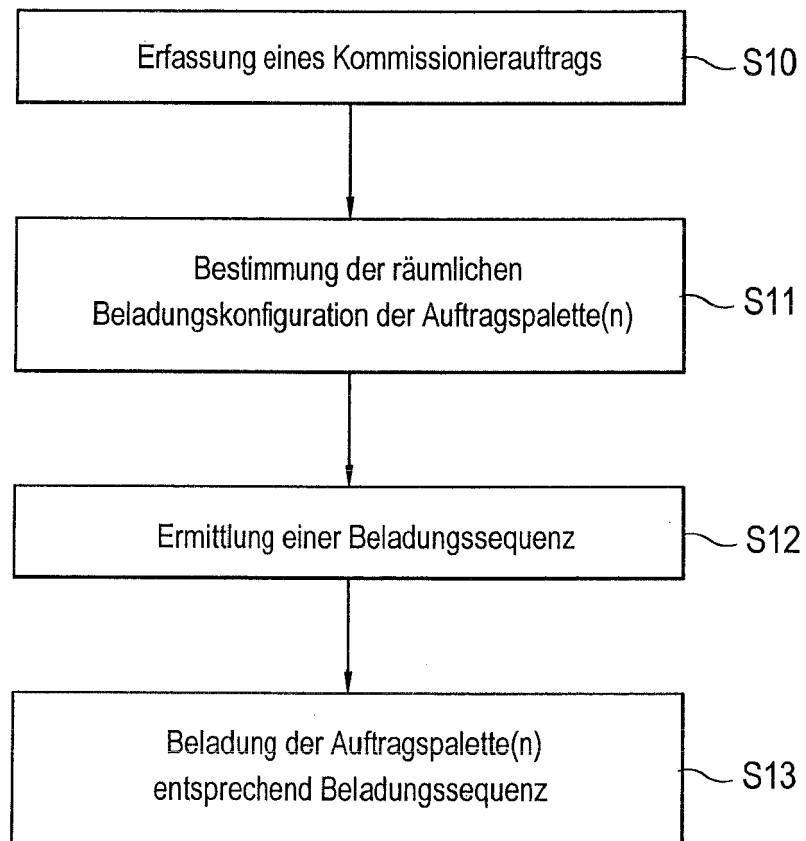 Erfassung eines Kommissionierauftrags
S10
Bestimmung der räumlichen
Beladungskonfiguration der Auftragspalette(n)
S11
Ermittlung einer Beladungssequenz
S12
Beladung der Auftragspalette(n)
entsprechend Beladungssequenz
S13